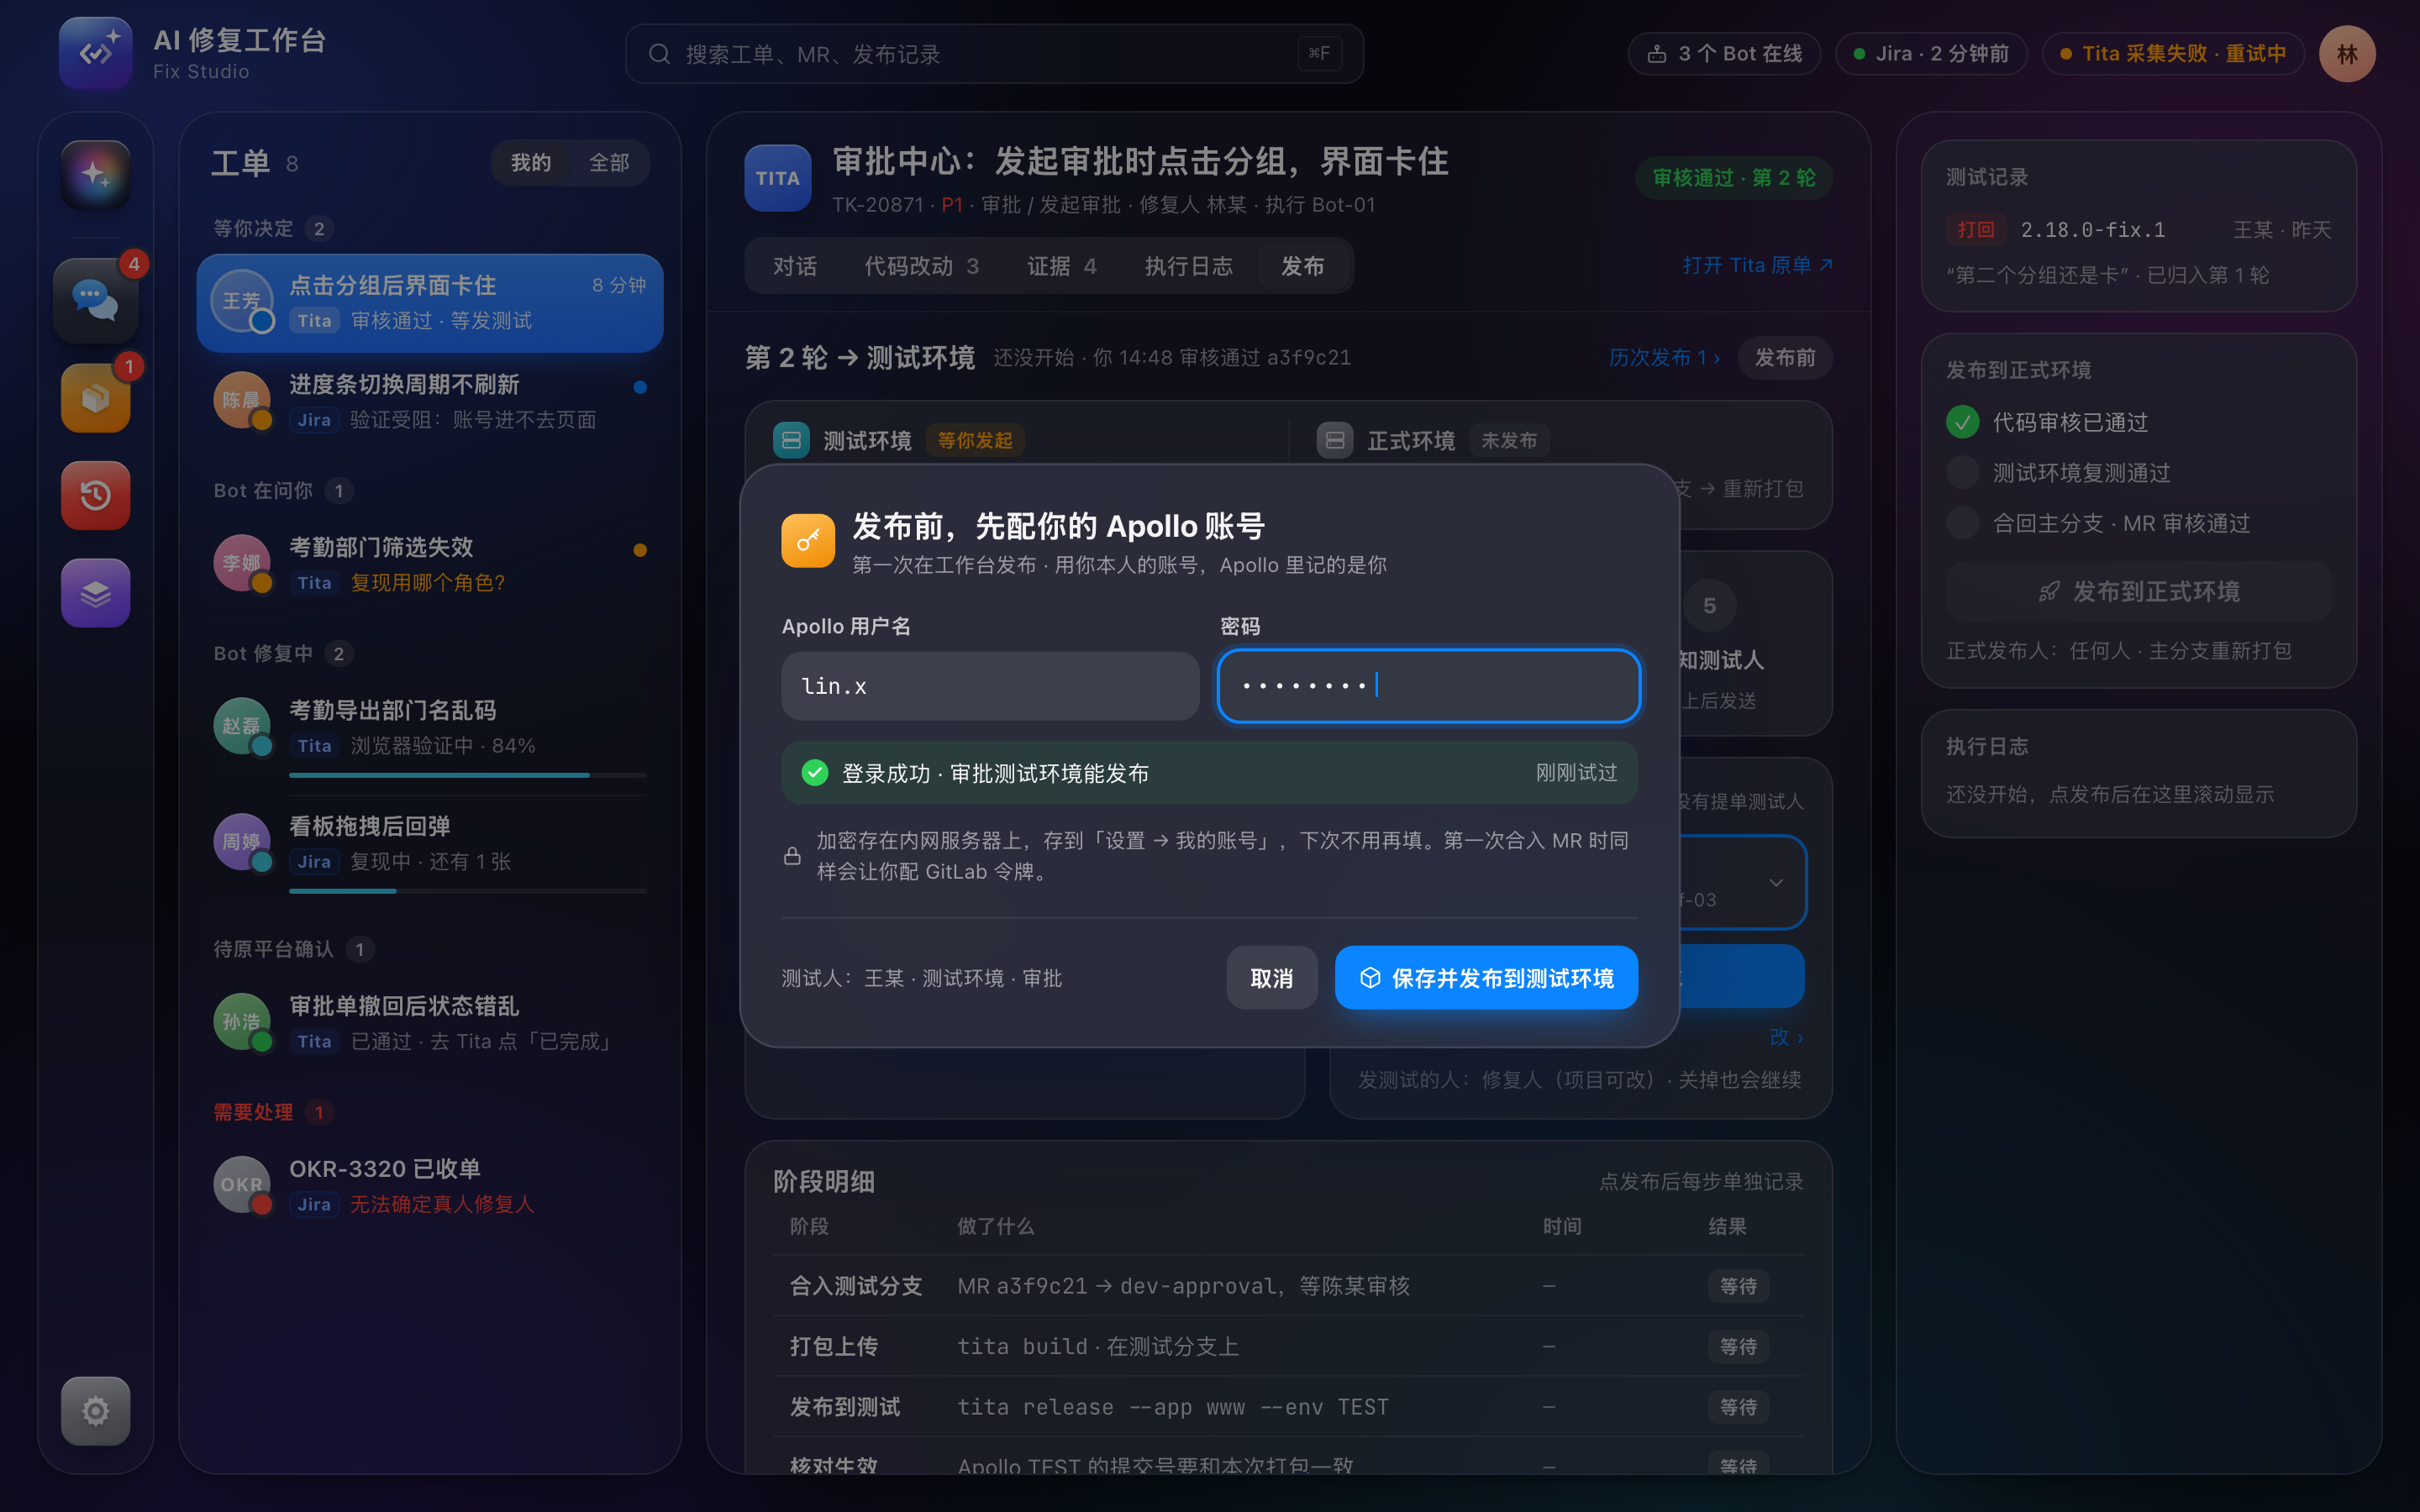 AI 修复工作台
Fix Studio
搜索工单、MR、发布记录
⌘F
3 个 Bot 在线
Jira · 2 分钟前
Tita 采集失败 · 重试中
林
4
1
工单 8
我的 全部
等你决定 2
王芳
点击分组后界面卡住 8 分钟
Tita 审核通过 · 等发测试
陈晨
进度条切换周期不刷新
Jira 验证受阻：账号进不去页面
Bot 在问你 1
李娜
考勤部门筛选失效
Tita 复现用哪个角色?
Bot 修复中 2
赵磊
考勤导出部门名乱码
Tita 浏览器验证中 · 84%
周婷
看板拖拽后回弹
Jira 复现中 · 还有 1 张
待原平台确认 1
孙浩
审批单撤回后状态错乱
Tita 已通过 · 去 Tita 点「已完成」
需要处理 1
OKR
OKR-3320 已收单
Jira 无法确定真人修复人
TITA
审批中心：发起审批时点击分组，界面卡住
TK-20871 · P1 · 审批 / 发起审批 · 修复人 林某 · 执行 Bot-01
审核通过 · 第 2 轮
对话 代码改动 3 证据 4 执行日志 发布
打开 Tita 原单 ↗
第 2 轮 → 测试环境 还没开始 · 你 14:48 审核通过 a3f9c21
历次发布 1 › 发布前
测试环境 等你发起
正式环境 未发布
支 → 重新打包
5
知测试人
上后发送
没有提单测试人
f-03
改 ›
发测试的人：修复人（项目可改）· 关掉也会继续
发布前，先配你的 Apollo 账号
第一次在工作台发布 · 用你本人的账号，Apollo 里记的是你
Apollo 用户名
密码
lin.x
••••••••
登录成功 · 审批测试环境能发布 刚刚试过
加密存在内网服务器上，存到「设置 → 我的账号」，下次不用再填。第一次合入 MR 时同
样会让你配 GitLab 令牌。
测试人：王某 · 测试环境 · 审批
取消
保存并发布到测试环境
阶段明细 点发布后每步单独记录
阶段 做了什么 时间 结果
合入测试分支 MR a3f9c21 → dev-approval，等陈某审核 — 等待
打包上传 tita build · 在测试分支上 — 等待
发布到测试 tita release --app www --env TEST — 等待
核对生效 Apollo TEST 的提交号要和本次打包一致 — 等待
测试记录
打回 2.18.0-fix.1 王某 · 昨天
“第二个分组还是卡” · 已归入第 1 轮
发布到正式环境
代码审核已通过
测试环境复测通过
合回主分支 · MR 审核通过
发布到正式环境
正式发布人：任何人 · 主分支重新打包
执行日志
还没开始，点发布后在这里滚动显示